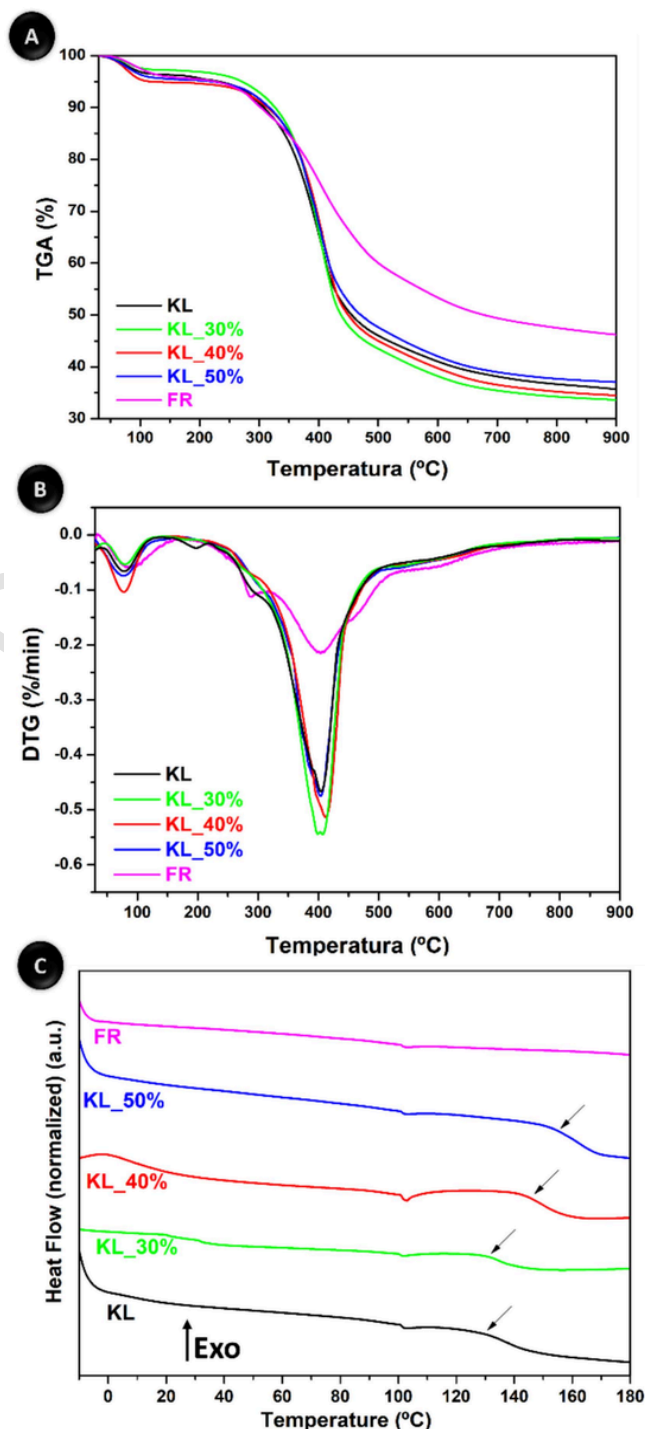 A
100
90
80
70
60
50
40
30
TGA (%)
KL
KL_30%
KL_40%
KL_50%
FR
100 200 300 400 500 600 700 800 900
Temperatura (ºC)
B
0.0
-0.1
-0.2
-0.3
-0.4
-0.5
-0.6
DTG (%/min)
KL
KL_30%
KL_40%
KL_50%
FR
100 200 300 400 500 600 700 800 900
Temperatura (ºC)
C
Heat Flow (normalized) (a.u.)
FR
KL_50%
KL_40%
KL_30%
KL
Exo
0 20 40 60 80 100 120 140 160 180
Temperature (ºC)